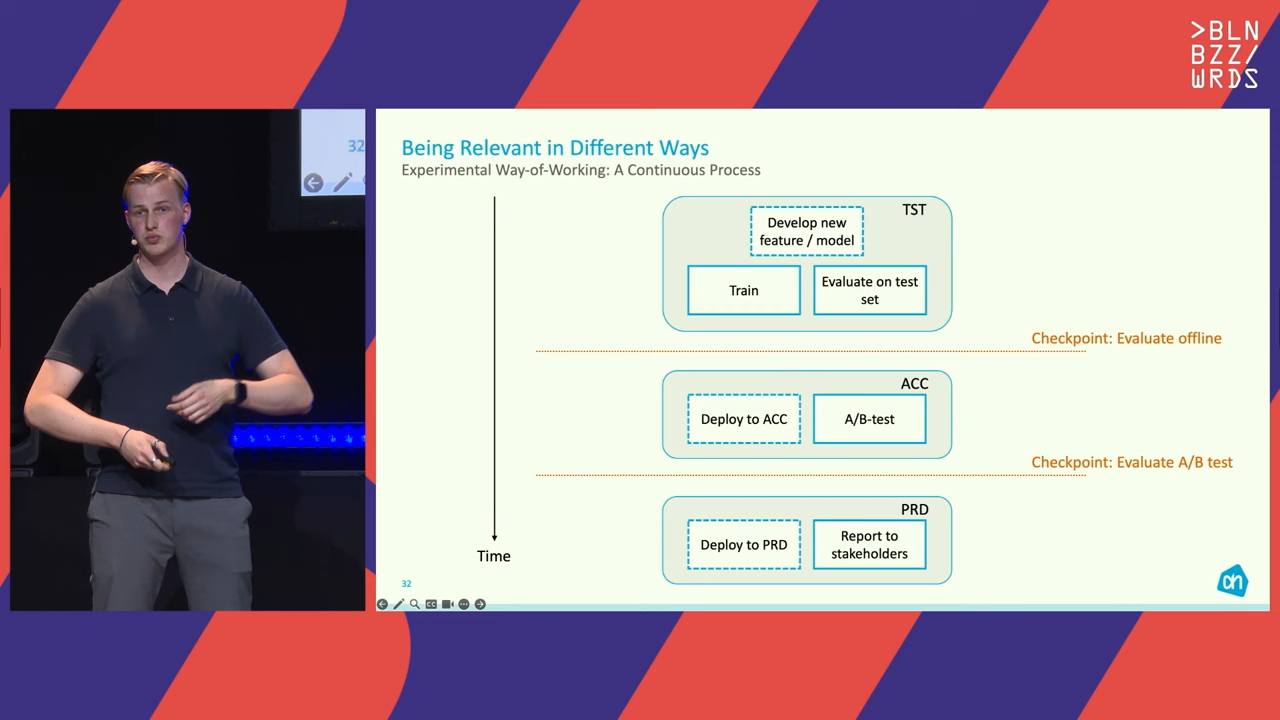 >BLN
BZZ/
WRDS
32
Being Relevant in Different Ways
Experimental Way-of-Working: A Continuous Process
TST
Develop new
feature / model
Train
Evaluate on test
set
Checkpoint: Evaluate offline
ACC
Deploy to ACC
A/B-test
Checkpoint: Evaluate A/B test
PRD
Deploy to PRD
Report to
stakeholders
Time
32
CC
ah